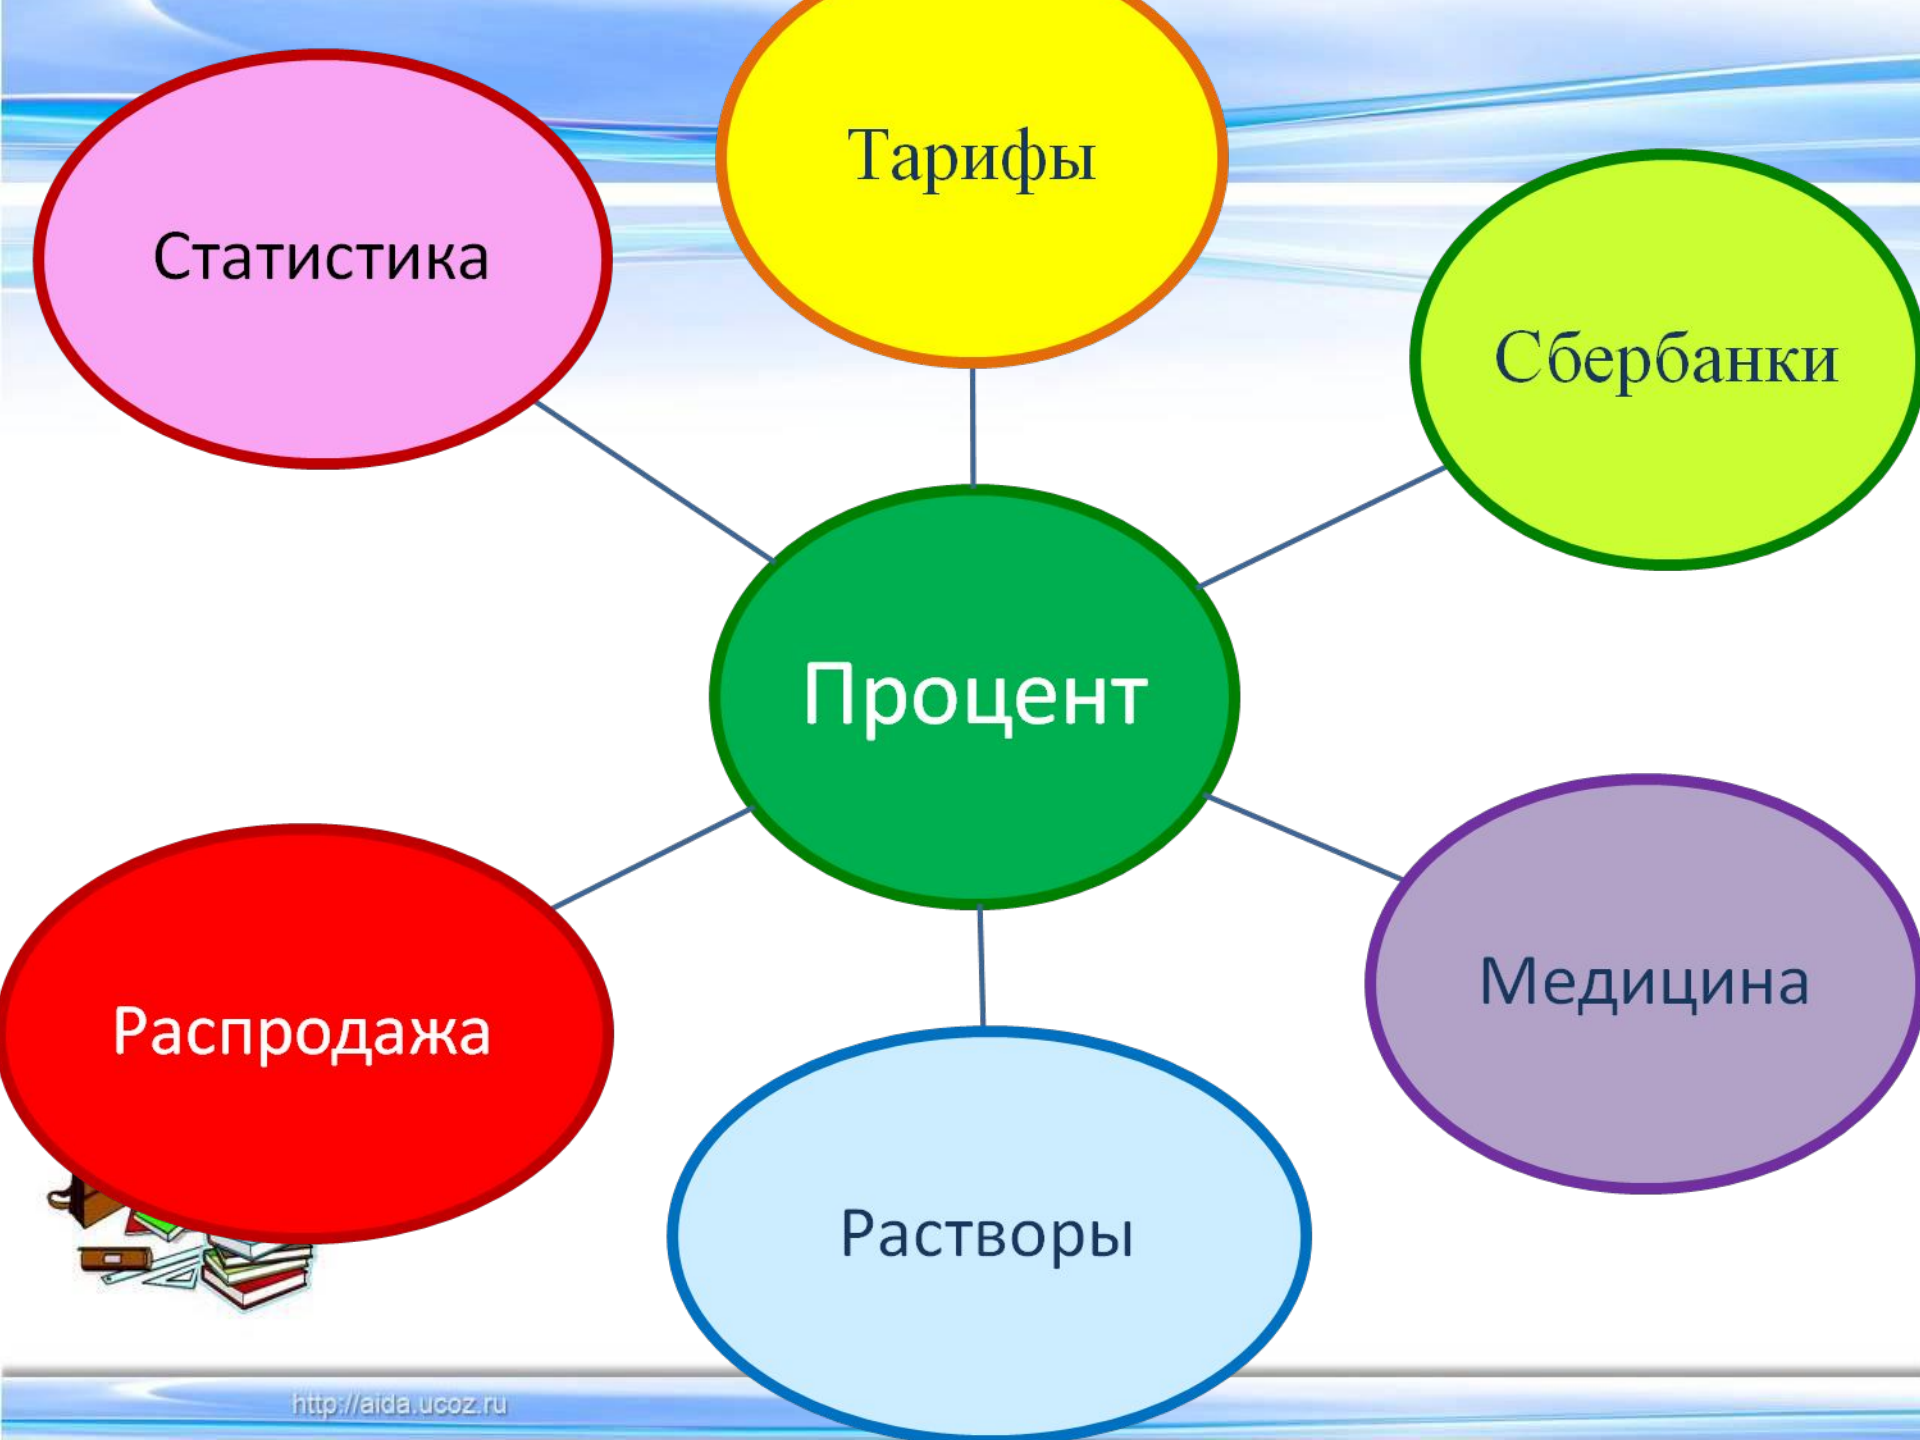 Тарифы
Статистика
Сбербанки
Процент
Медицина
Распродажа
Растворы
http://aida.ucoz.ru